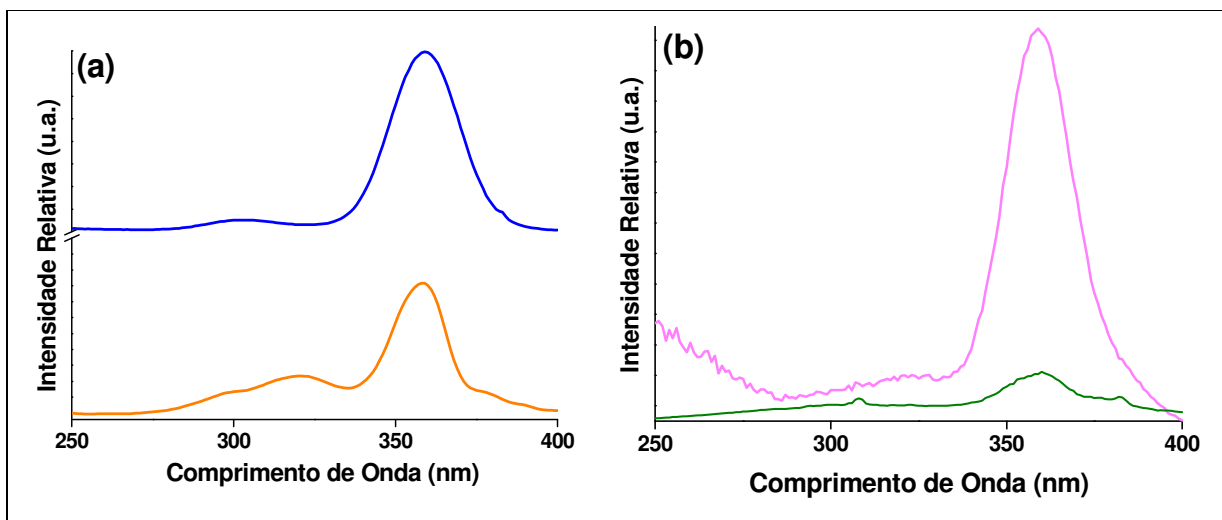 (a)
Intensidade Relativa (u.a.)
250 300 350 400
Comprimento de Onda (nm)
(b)
Intensidade Relativa (u.a.)
250 300 350 400
Comprimento de Onda (nm)